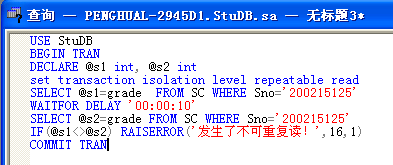 查询 — PENGHUAL-2945D1.StuDB.sa — 无标题3*
USE StuDB
BEGIN TRAN
DECLARE @s1 int, @s2 int
set transaction isolation level repeatable read
SELECT @s1=grade  FROM SC WHERE Sno='200215125'
WAITFOR DELAY '00:00:10'
SELECT @s2=grade FROM SC WHERE Sno='200215125'
IF(@s1<>@s2) RAISERROR('发生了不可重复读！',16,1)
COMMIT TRAN